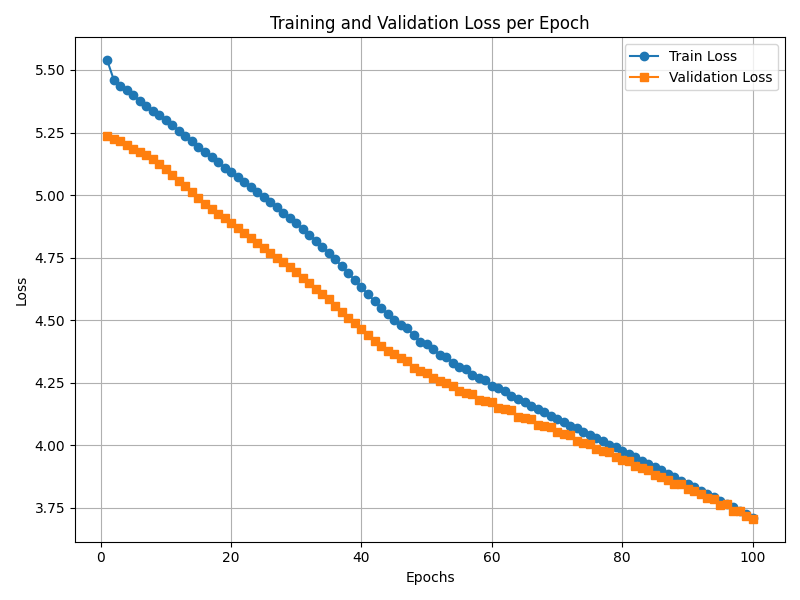 Training and Validation Loss per Epoch
Train Loss
Validation Loss
Loss
5.50
5.25
5.00
4.75
4.50
4.25
4.00
3.75
0 20 40 60 80 100
Epochs